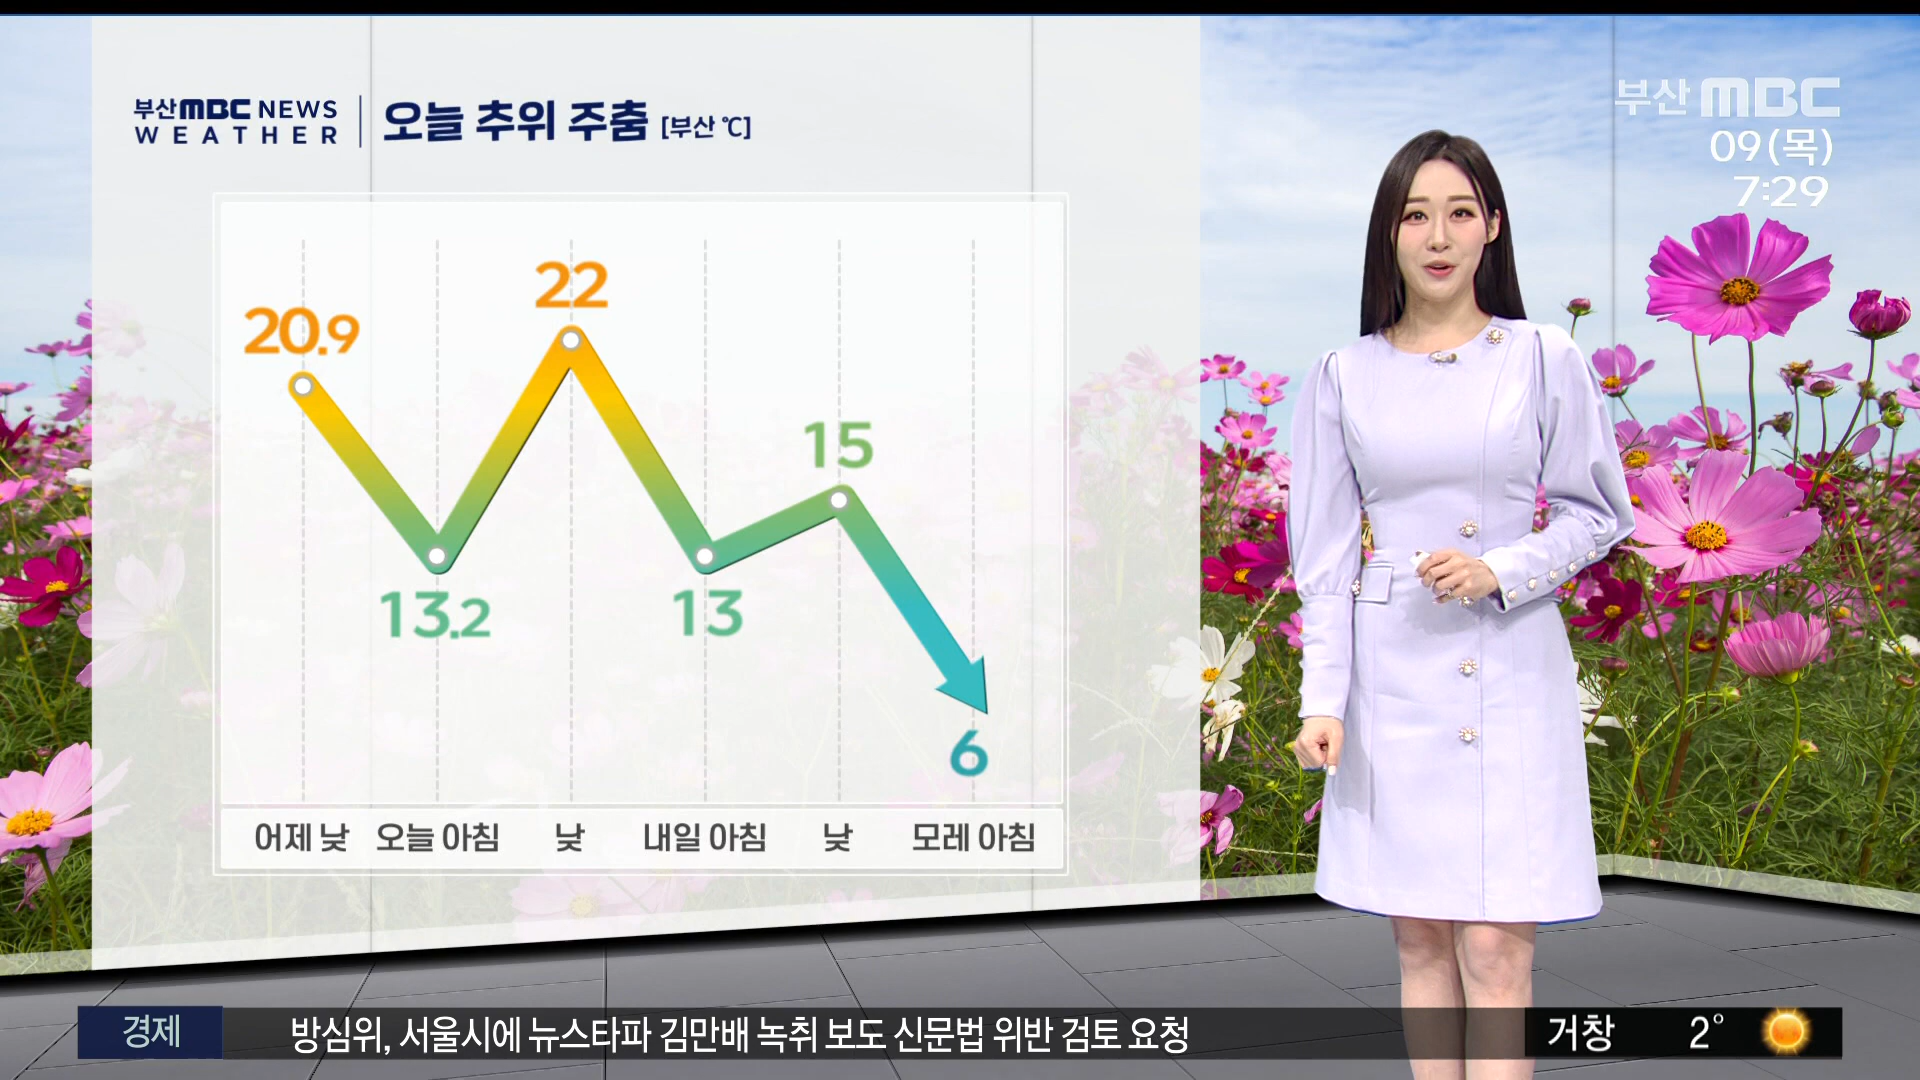 부산MBC NEWS
WEATHER
오늘 추위 주춤 [부산 ℃]
부산 MBC
09(목)
7:29
20.9
13.2
22
13
15
6
어제 낮 오늘 아침 낮 내일 아침 낮 모레 아침
경제 방심위, 서울시에 뉴스타파 김만배 녹취 보도 신문법 위반 검토 요청
거창 2°